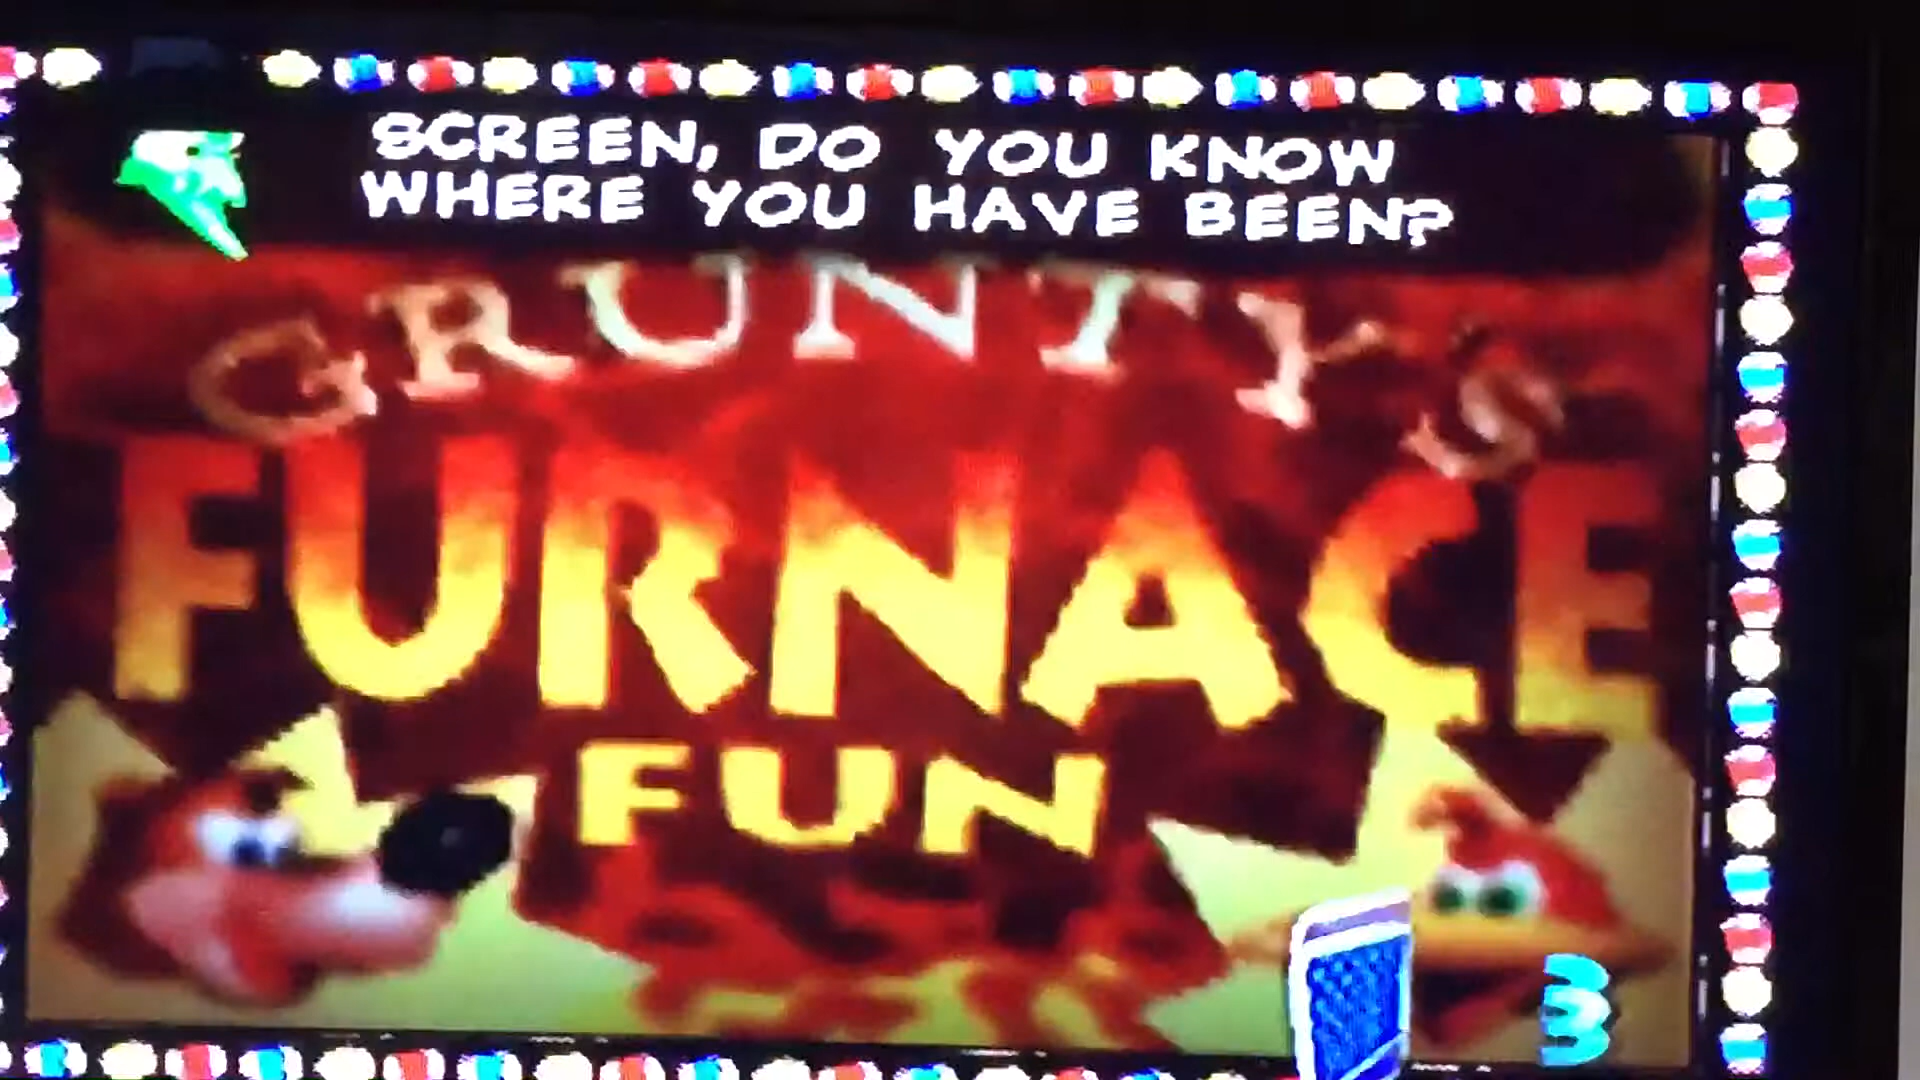 SCREEN, DO YOU KNOW
WHERE YOU HAVE BEEN?
GRUNTY'S
FURNACE
FUN
3